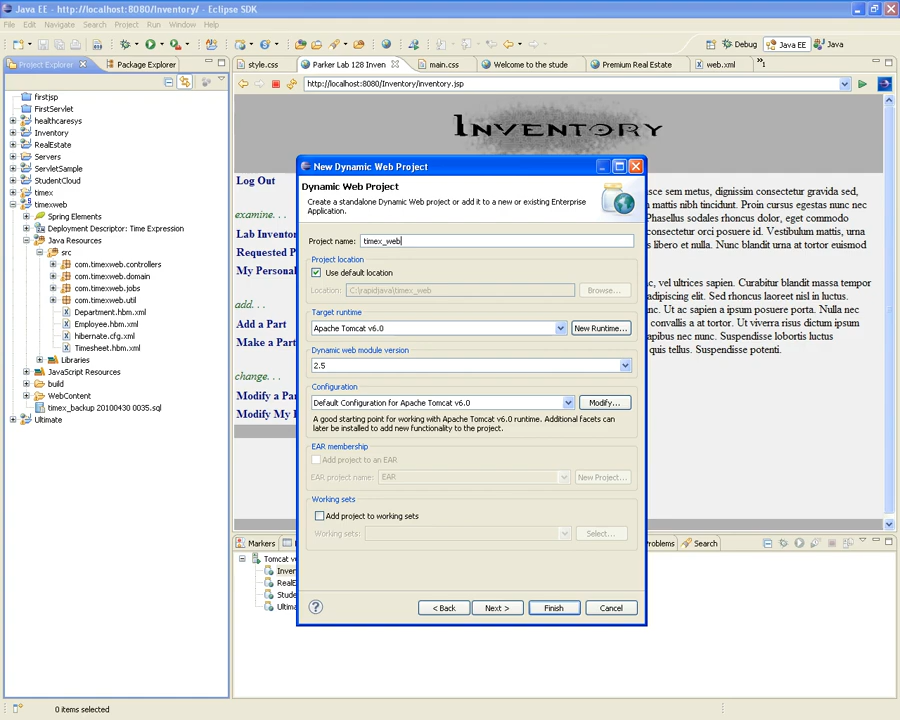 Java EE - http://localhost:8080/Inventory/ - Eclipse SDK
File Edit Navigate Search Project Run Window Help
Debug Java EE Java
Project Explorer Package Explorer
style.css Parker Lab 128 Inven main.css Welcome to the stude Premium Real Estate web.xml »1
http://localhost:8080/Inventory/inventory.jsp
firstjsp
FirstServlet
healthcaresys
Inventory
RealEstate
Servers
ServletSample
StudentCloud
timex
timexweb
Spring Elements
Deployment Descriptor: Time Expression
Java Resources
src
com.timexweb.controllers
com.timexweb.domain
com.timexweb.jobs
com.timexweb.util
Department.hbm.xml
Employee.hbm.xml
hibernate.cfg.xml
Timesheet.hbm.xml
Libraries
JavaScript Resources
build
WebContent
timex_backup 20100430 0035.sql
Ultimate
Inventory
Log Out
examine. . .
Lab Inventor
Requested P
My Personal
add. . .
Add a Part
Make a Part
change. . .
Modify a Pa
Modify My I
sce sem metus, dignissim consectetur gravida sed,
mattis nibh tincidunt. Proin cursus egestas nunc nec
Phasellus sodales rhoncus dolor, eget commodo
consectetur orci posuere id. Vestibulum mattis, urna
s libero et nulla. Nunc blandit urna at tortor euismod
c, vel ultrices sapien. Curabitur blandit massa tempor
adipiscing elit. Sed rhoncus laoreet nisl in luctus.
c. Ut ac sapien a ipsum posuere porta. Nulla nec
convallis a at tortor. Ut viverra risus dictum ipsum
dapibus nec nunc. Suspendisse lobortis luctus
quis tellus. Suspendisse potenti.
New Dynamic Web Project
Dynamic Web Project
Create a standalone Dynamic Web project or add it to a new or existing Enterprise
Application.
Project name: timex_web
Project location
Use default location
Location: C:\rapidjava\timex_web Browse...
Target runtime
Apache Tomcat v6.0 New Runtime...
Dynamic web module version
2.5
Configuration
Default Configuration for Apache Tomcat v6.0 Modify...
A good starting point for working with Apache Tomcat v6.0 runtime. Additional facets can
later be installed to add new functionality to the project.
EAR membership
Add project to an EAR
EAR project name: EAR New Project...
Working sets
Add project to working sets
Working sets: Select...
< Back Next > Finish Cancel
Markers roblems Search
Tomcat v
Inven
RealE
Stude
Ultima
0 items selected